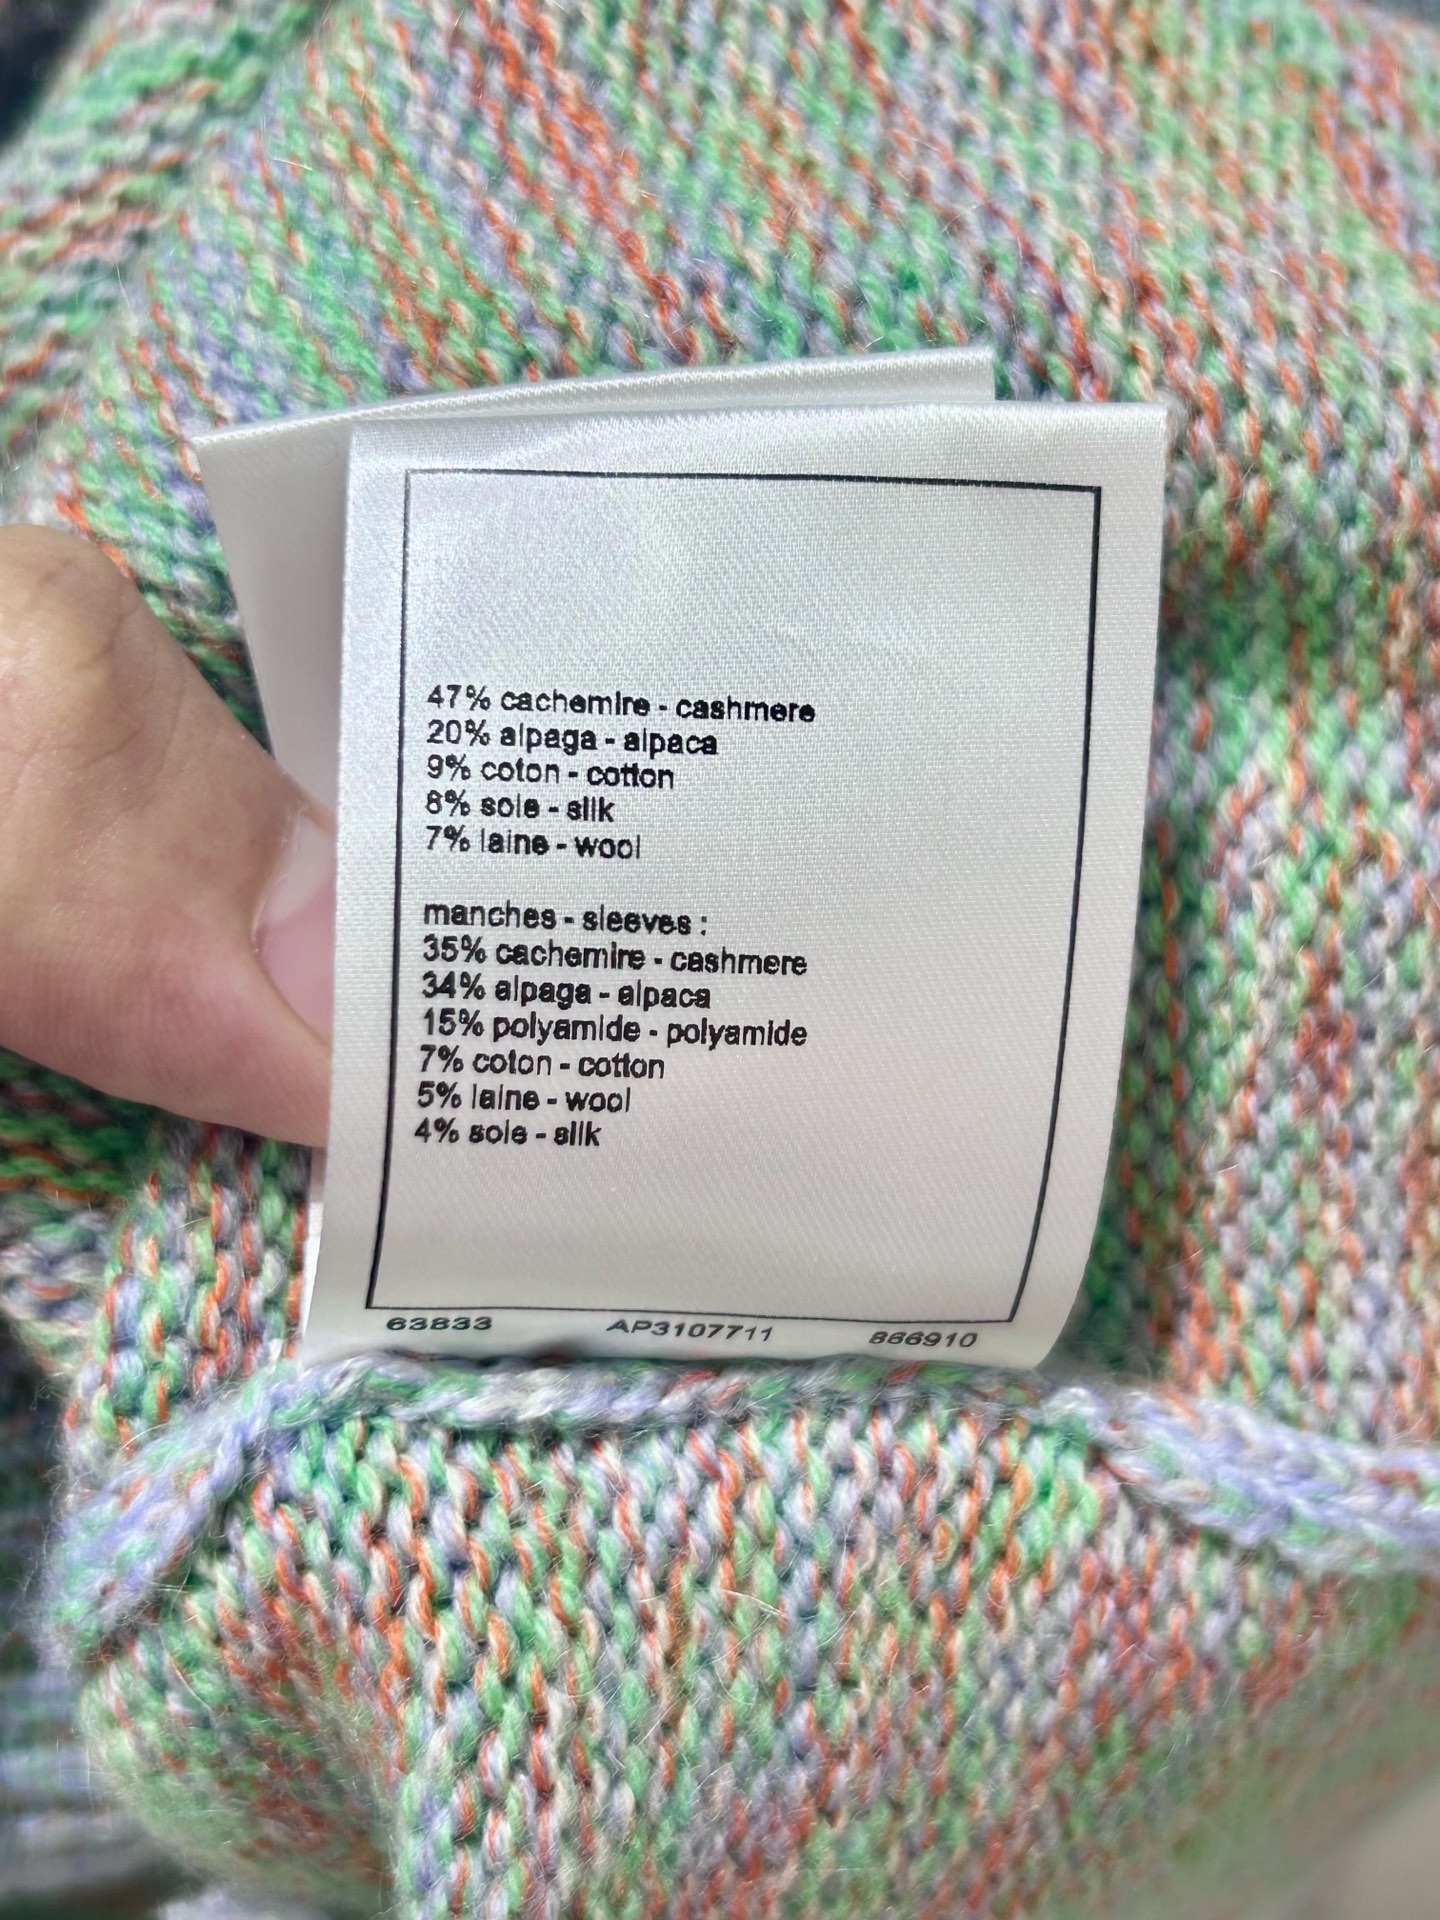 47% cachemire - cashmere
20% alpaga - alpaca
9% coton - cotton
8% soie - silk
7% laine - wool
manches - sleeves :
35% cachemire - cashmere
34% alpaga - alpaca
15% polyamide - polyamide
7% coton - cotton
5% laine - wool
4% soie - silk
63833 AP3107711 866910